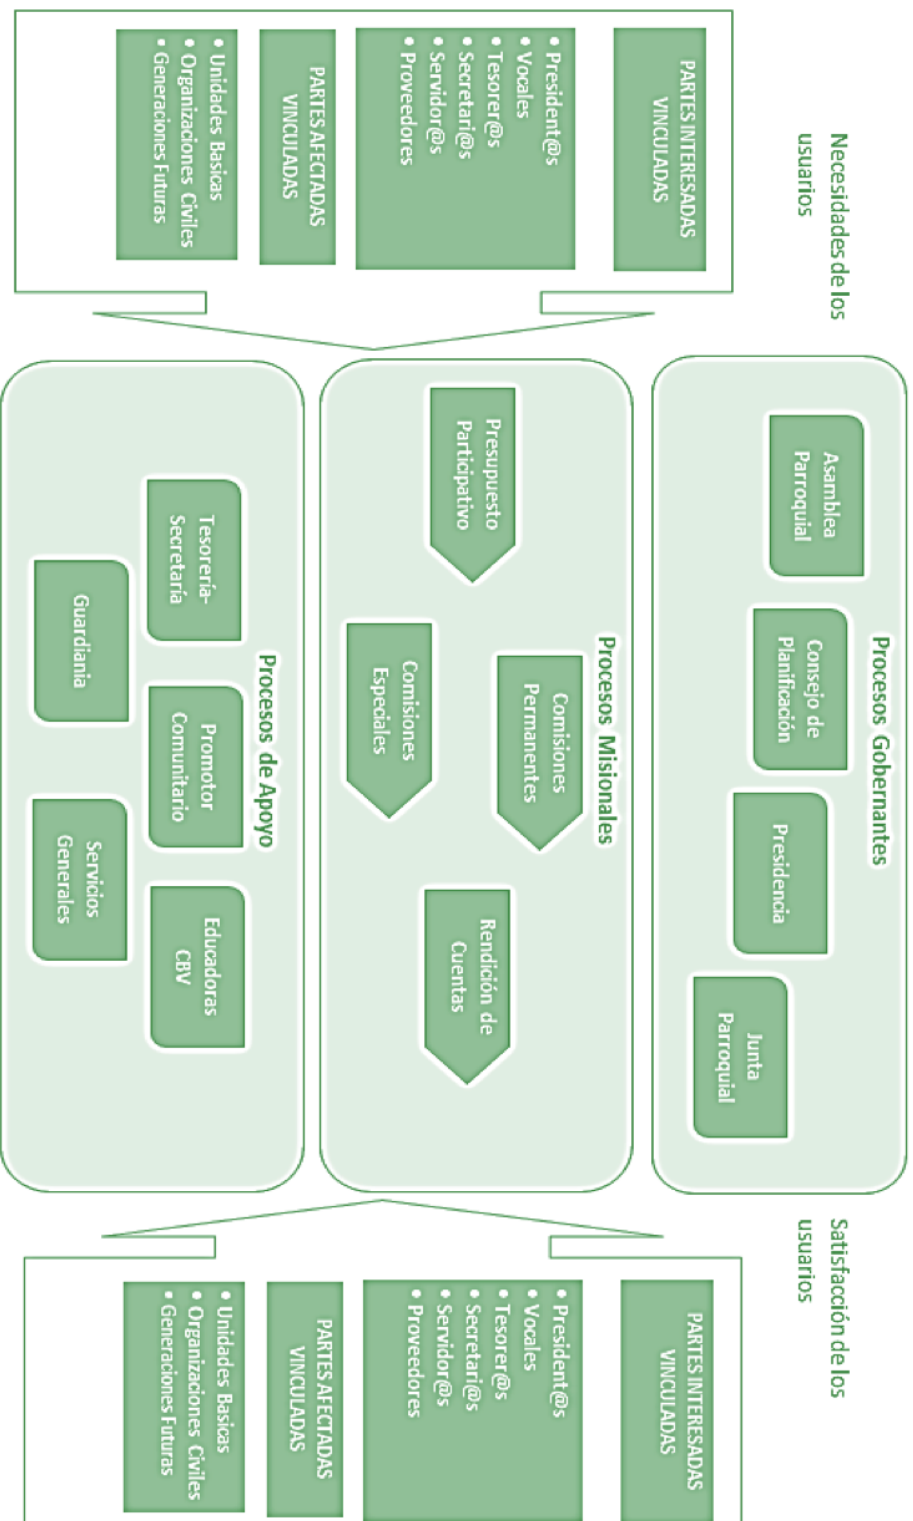 Necesidades de los
usuarios
PARTES INTERESADAS
VINCULADAS
• President@s
• Vocales
• Tesorer@s
• Secretari@s
• Servidor@s
• Proveedores
PARTES AFECTADAS
VINCULADAS
• Unidades Basicas
• Organizaciones Civiles
• Generaciones Futuras
Procesos Gobernantes
Asamblea
Parroquial
Consejo de
Planificación
Presidencia
Junta
Parroquial
Procesos Misionales
Presupuesto
Participativo
Comisiones
Permanentes
Comisiones
Especiales
Rendición de
Cuentas
Procesos de Apoyo
Tesorería-
Secretaría
Promotor
Comunitario
Educadoras
CBV
Guardiania
Servicios
Generales
Satisfacción de los
usuarios
PARTES INTERESADAS
VINCULADAS
• President@s
• Vocales
• Tesorer@s
• Secretari@s
• Servidor@s
• Proveedores
PARTES AFECTADAS
VINCULADAS
• Unidades Basicas
• Organizaciones Civiles
• Generaciones Futuras